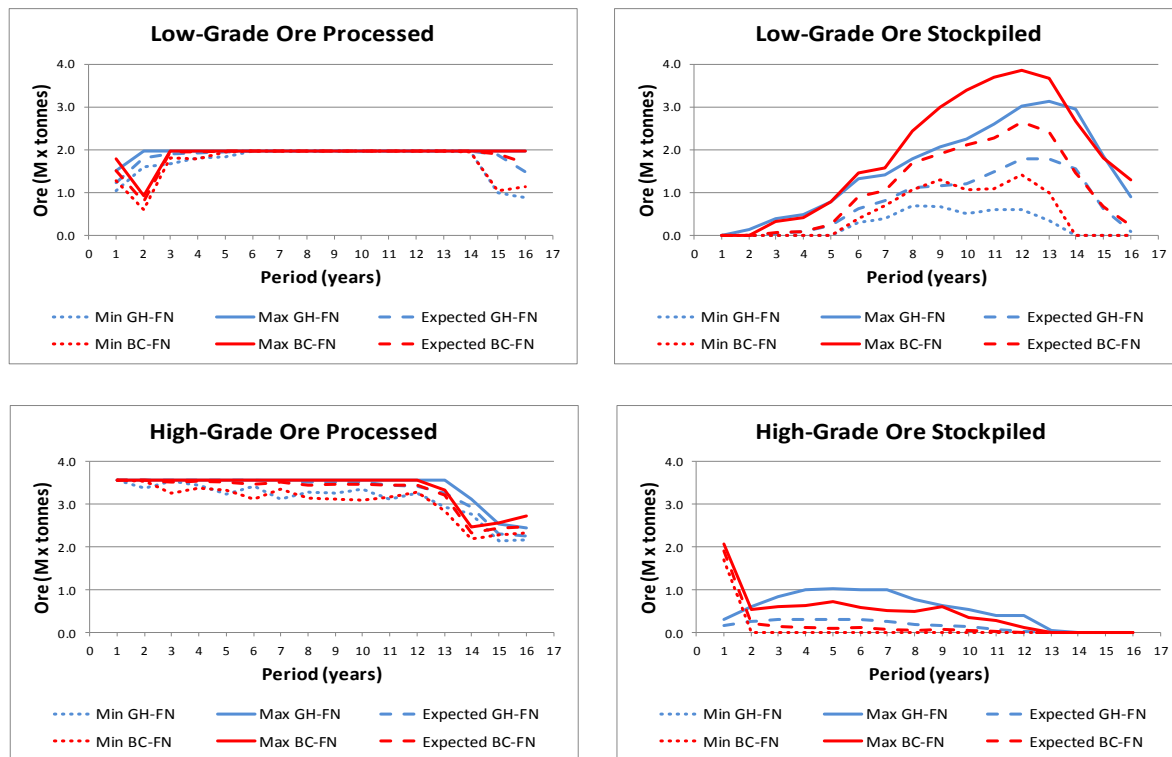 Low-Grade Ore Processed
Ore (M x tonnes)
4.0
3.0
2.0
1.0
0.0
0 1 2 3 4 5 6 7 8 9 10 11 12 13 14 15 16 17
Period (years)
Min GH-FN Max GH-FN Expected GH-FN
Min BC-FN Max BC-FN Expected BC-FN
Low-Grade Ore Stockpiled
Ore (M x tonnes)
4.0
3.0
2.0
1.0
0.0
0 1 2 3 4 5 6 7 8 9 10 11 12 13 14 15 16 17
Period (years)
Min GH-FN Max GH-FN Expected GH-FN
Min BC-FN Max BC-FN Expected BC-FN
High-Grade Ore Processed
Ore (M x tonnes)
4.0
3.0
2.0
1.0
0.0
0 1 2 3 4 5 6 7 8 9 10 11 12 13 14 15 16 17
Period (years)
Min GH-FN Max GH-FN Expected GH-FN
Min BC-FN Max BC-FN Expected BC-FN
High-Grade Ore Stockpiled
Ore (M x tonnes)
4.0
3.0
2.0
1.0
0.0
0 1 2 3 4 5 6 7 8 9 10 11 12 13 14 15 16 17
Period (years)
Min GH-FN Max GH-FN Expected GH-FN
Min BC-FN Max BC-FN Expected BC-FN